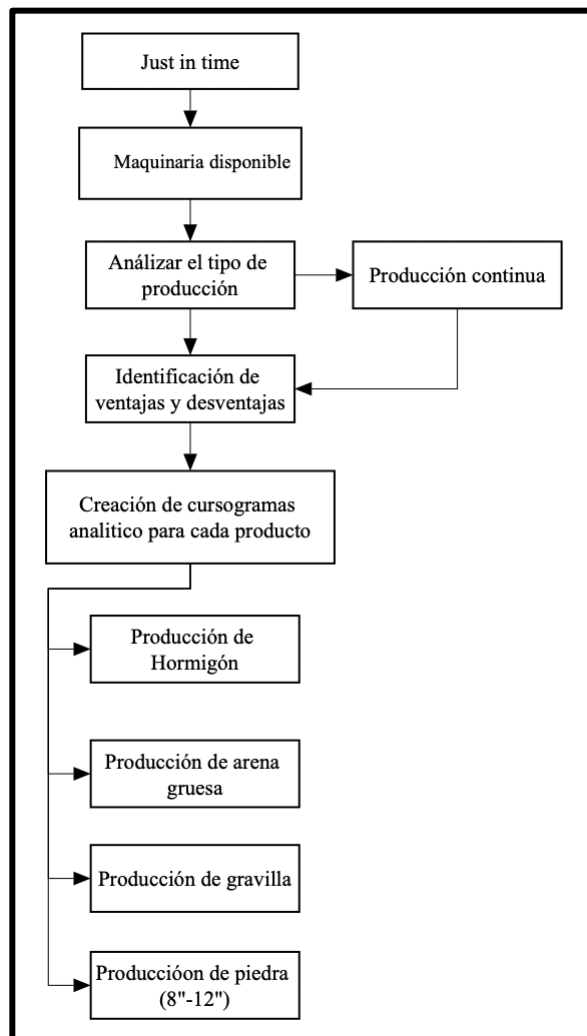 Just in time
Maquinaria disponible
Análizar el tipo de
producción
Producción continua
Identificación de
ventajas y desventajas
Creación de cursogramas
analitico para cada producto
Producción de
Hormigón
Producción de arena
gruesa
Producción de gravilla
Produccióon de piedra
(8"-12")